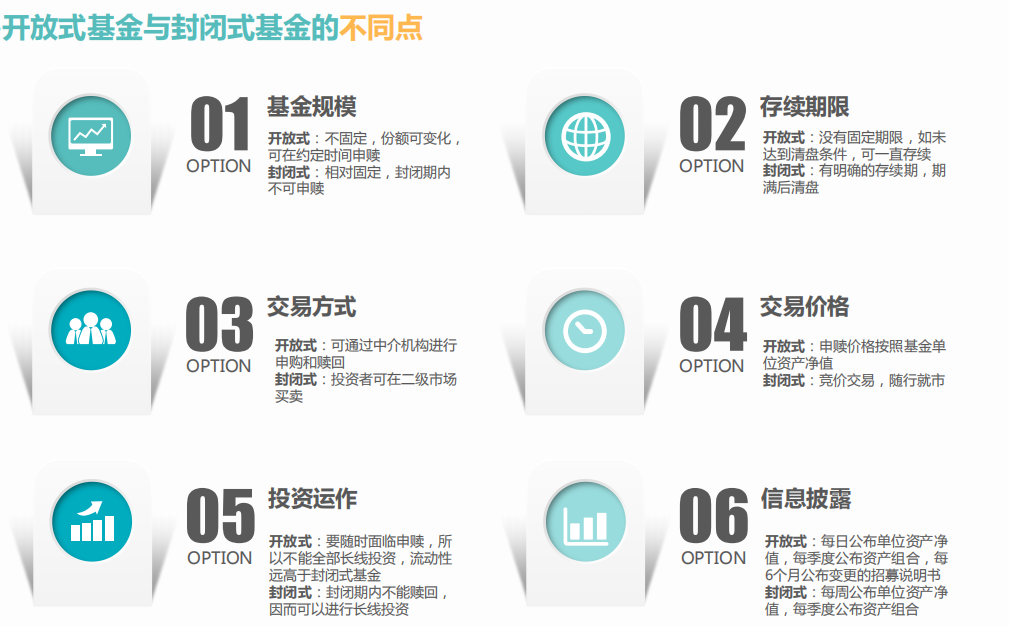 开放式基金与封闭式基金的不同点
01
OPTION
基金规模
开放式：不固定，份额可变化，
可在约定时间申赎
封闭式：相对固定，封闭期内
不可申赎
02
OPTION
存续期限
开放式：没有固定期限，如未
达到清盘条件，可一直存续
封闭式：有明确的存续期，期
满后清盘
03
OPTION
交易方式
开放式：可通过中介机构进行
申购和赎回
封闭式：投资者可在二级市场
买卖
04
OPTION
交易价格
开放式：申赎价格按照基金单
位资产净值
封闭式：竞价交易，随行就市
05
OPTION
投资运作
开放式：要随时面临申赎，所
以不能全部长线投资，流动性
远高于封闭式基金
封闭式：封闭期内不能赎回，
因而可以进行长线投资
06
OPTION
信息披露
开放式：每日公布单位资产净
值，每季度公布资产组合，每
6个月公布变更的招募说明书
封闭式：每周公布单位资产净
值，每季度公布资产组合